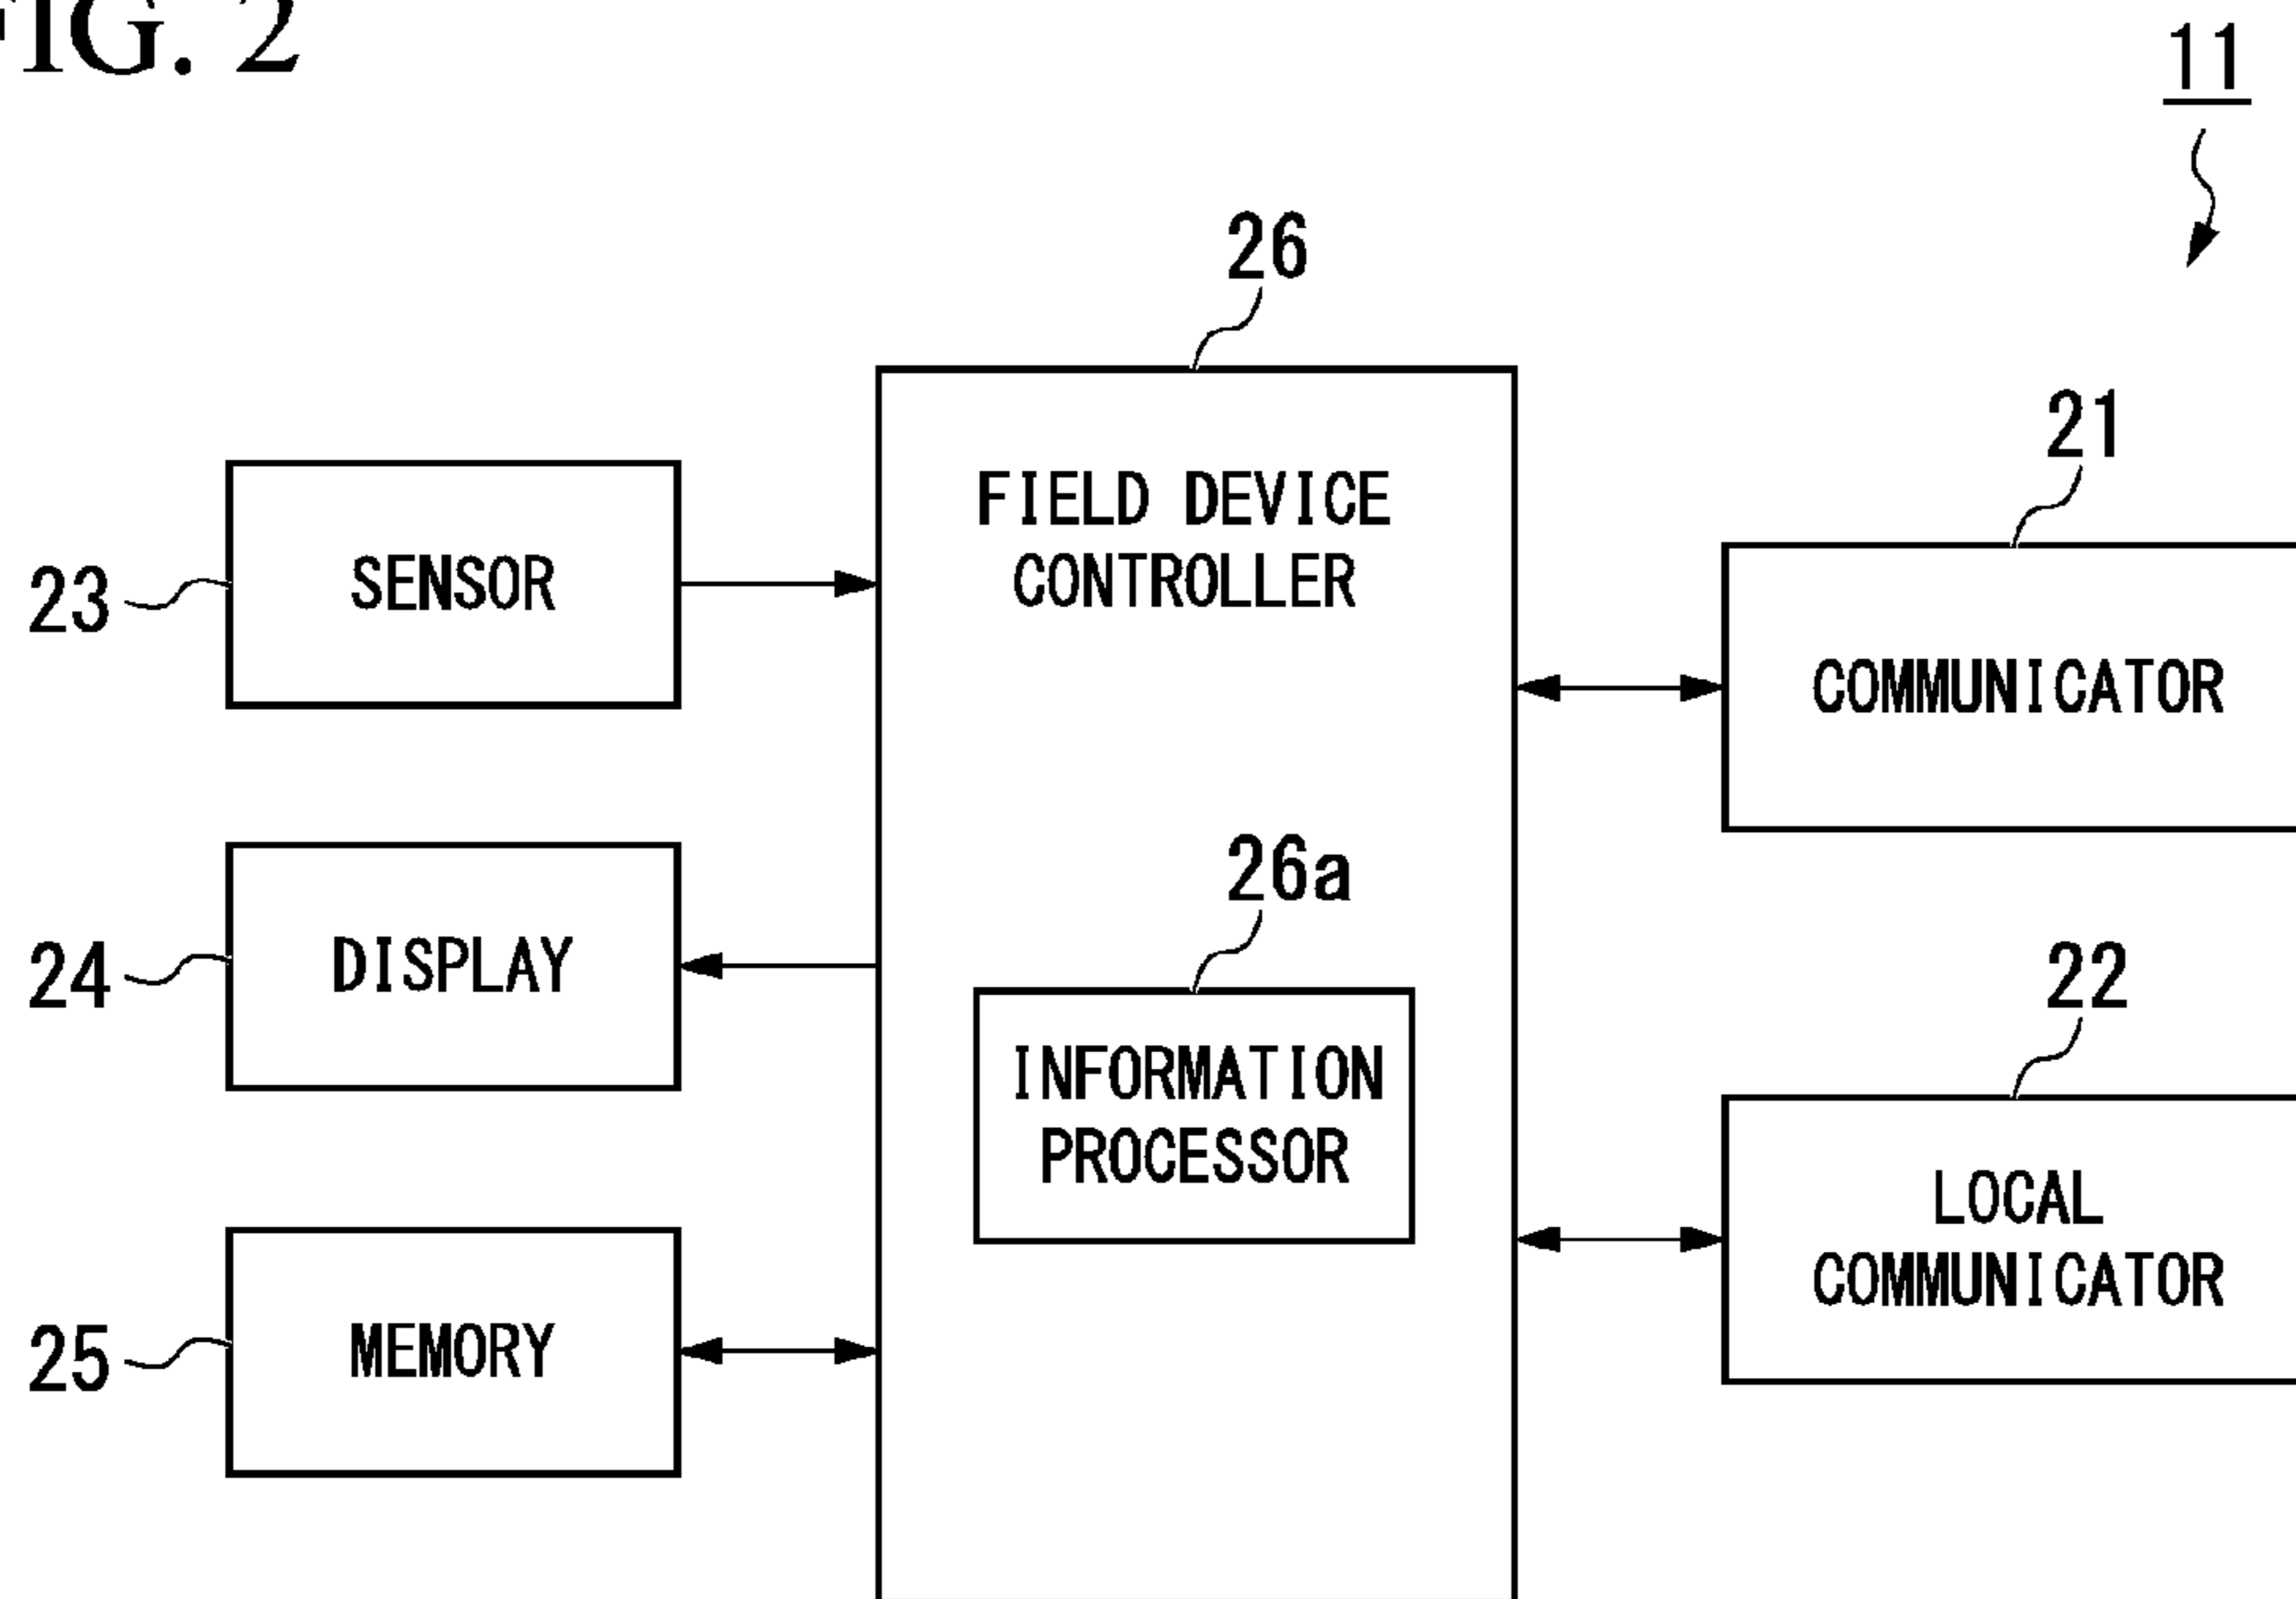 FIG. 2
11
26
21
FIELD DEVICE
CONTROLLER
23
SENSOR
COMMUNICATOR
26a
24
DISPLAY
22
INFORMATION
PROCESSOR
LOCAL
COMMUNICATOR
25
MEMORY